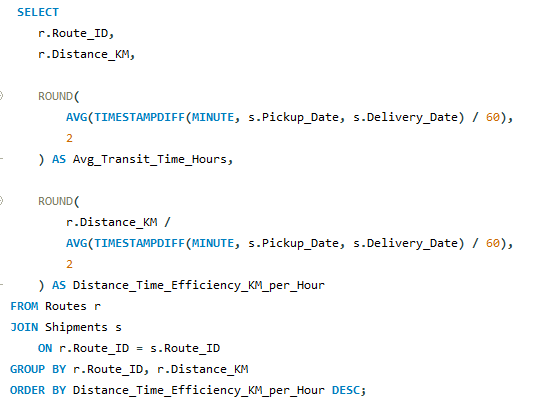 SELECT
r.Route_ID,
r.Distance_KM,
ROUND(
AVG(TIMESTAMPDIFF(MINUTE, s.Pickup_Date, s.Delivery_Date) / 60),
2
) AS Avg_Transit_Time_Hours,
ROUND(
r.Distance_KM /
AVG(TIMESTAMPDIFF(MINUTE, s.Pickup_Date, s.Delivery_Date) / 60),
2
) AS Distance_Time_Efficiency_KM_per_Hour
FROM Routes r
JOIN Shipments s
ON r.Route_ID = s.Route_ID
GROUP BY r.Route_ID, r.Distance_KM
ORDER BY Distance_Time_Efficiency_KM_per_Hour DESC;